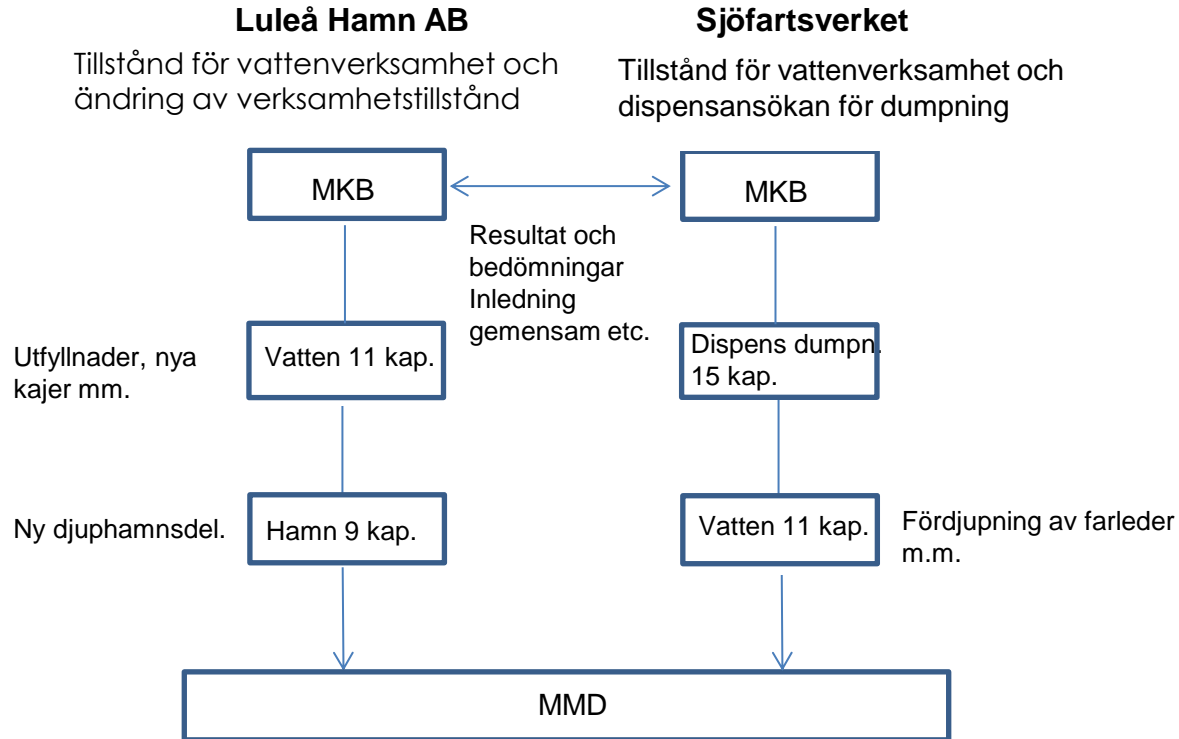 Luleå Hamn AB
Tillstånd för vattenverksamhet och
ändring av verksamhetstillstånd
Sjöfartsverket
Tillstånd för vattenverksamhet och
dispensansökan för dumpning
MKB
MKB
Resultat och
bedömningar
Inledning
gemensam etc.
Utfyllnader, nya
kajer mm.
Vatten 11 kap.
Dispens dumpn.
15 kap.
Ny djuphamnsdel.
Hamn 9 kap.
Vatten 11 kap.
Fördjupning av farleder
m.m.
MMD